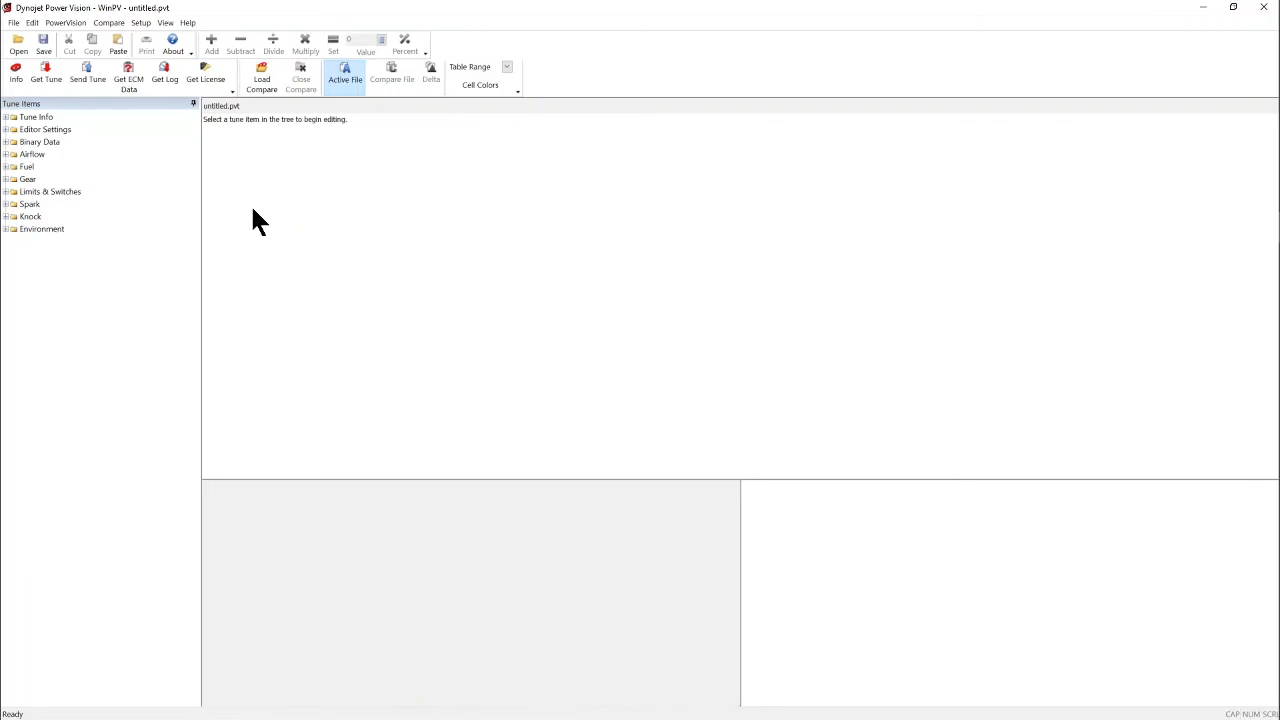 Dynojet Power Vision - WinPV - untitled.pvt
File Edit PowerVision Compare Setup View Help
Open Save Cut Copy Paste Print About Add Subtract Divide Multiply Set 0 Value Percent
Info Get Tune Send Tune Get ECM Data Get Log Get License Load Compare Close Compare Active File Compare File Delta Table Range Cell Colors
Tune Items
untitled.pvt
Select a tune item in the tree to begin editing.
Tune Info
Editor Settings
Binary Data
Airflow
Fuel
Gear
Limits & Switches
Spark
Knock
Environment
Ready
CAP NUM SCRL